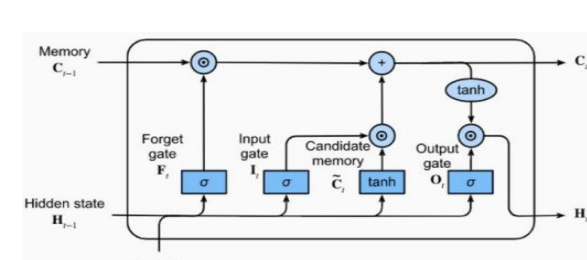 Memory
C_{t-1}
C_t
⊙
+
tanh
Forget
gate
F_t
Input
gate
I_t
Candidate
memory
C̃_t
⊙
Output
gate
O_t
⊙
σ
σ
tanh
σ
Hidden state
H_{t-1}
H_t